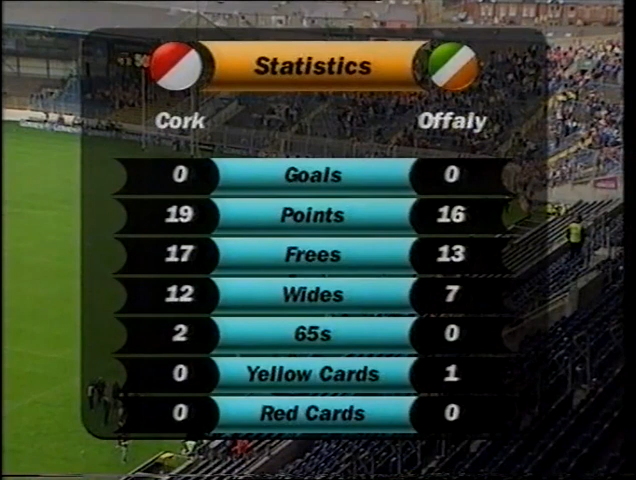 Statistics
Cork Offaly
0 Goals 0
19 Points 16
17 Frees 13
12 Wides 7
2 65s 0
0 Yellow Cards 1
0 Red Cards 0